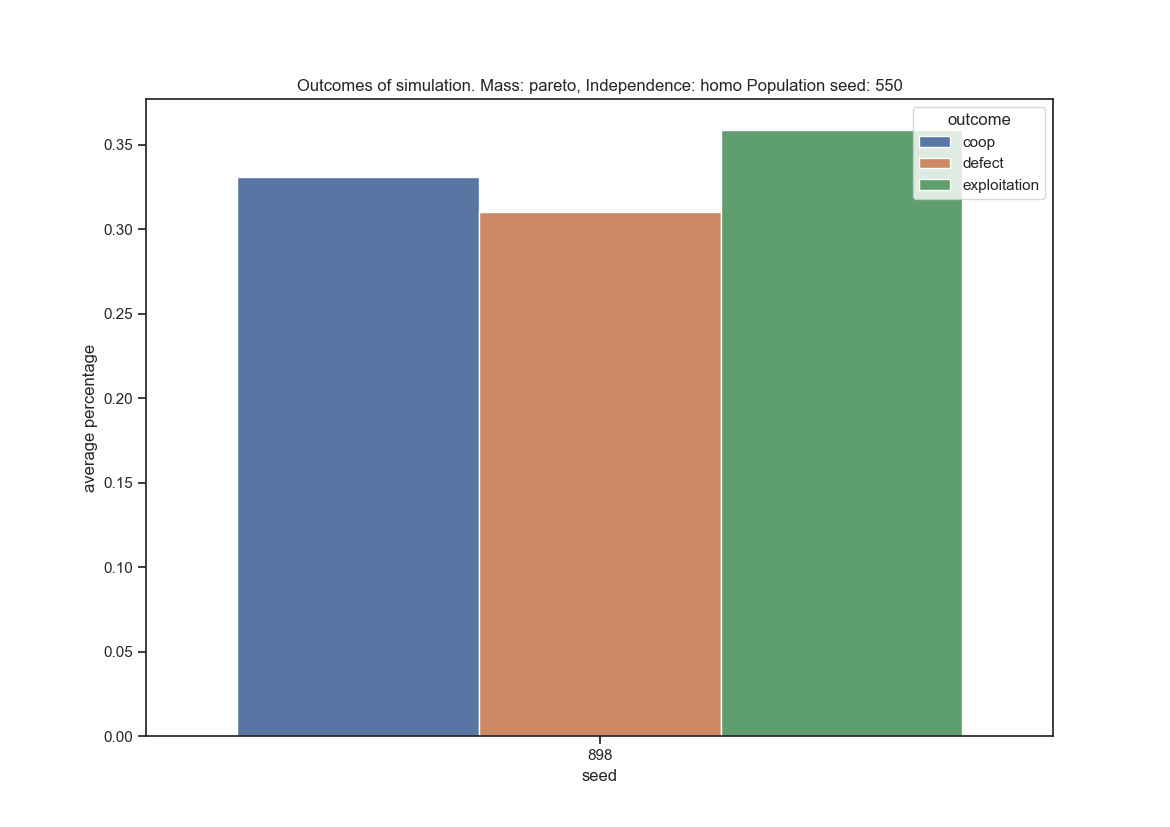 Outcomes of simulation. Mass: pareto, Independence: homo Population seed: 550
outcome
coop
defect
exploitation
0.35
0.30
0.25
0.20
0.15
0.10
0.05
0.00
average percentage
898
seed